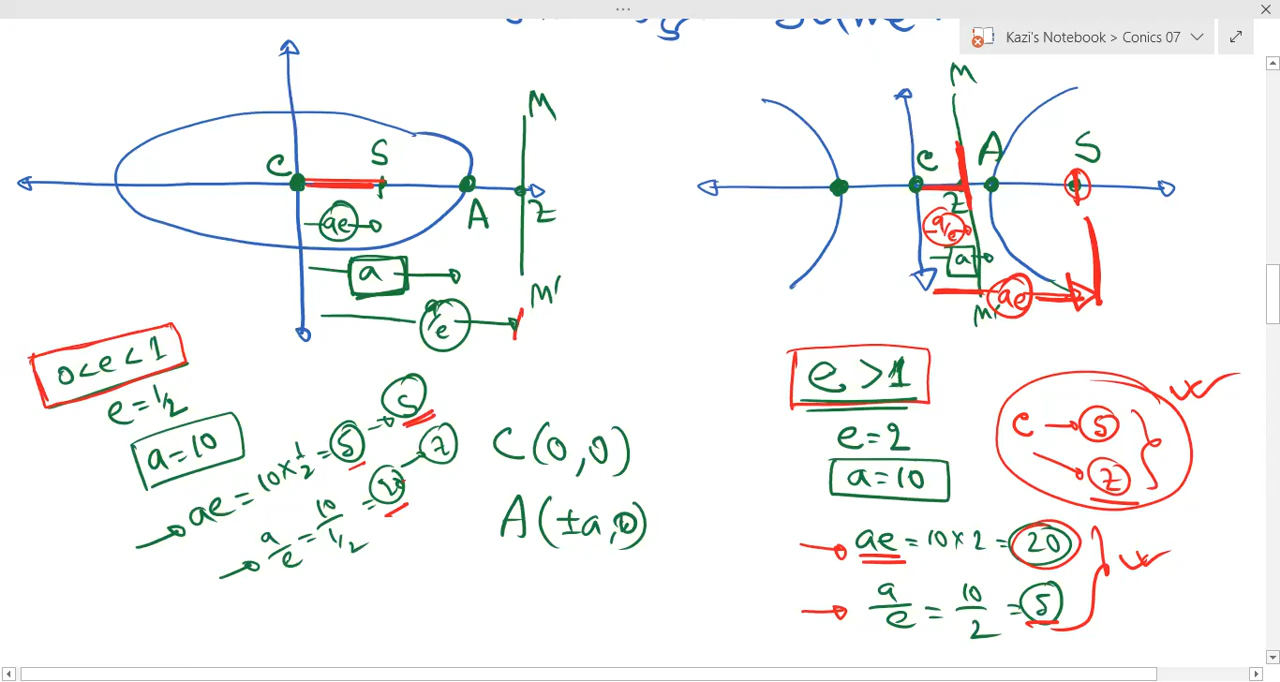 Kazi's Notebook > Conics 07
M
C S
A Z
ae
a
a/e
M'
0<e<1
e=1/2
a=10
ae=10×1/2=5→S
a/e=10/1/2=20→Z
C(0,0)
A(±a,0)
M
C A S
Z
a/e
a
ae
M'
e>1
e=2
a=10
ae=10×2=20
a/e=10/2=5
C→S
→Z